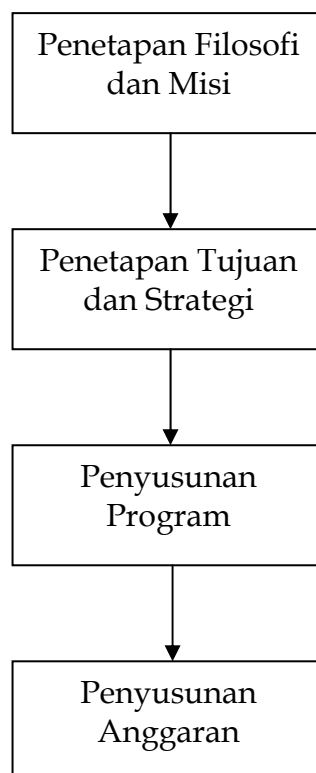 Penetapan Filosofi
dan Misi
Penetapan Tujuan
dan Strategi
Penyusunan
Program
Penyusunan
Anggaran